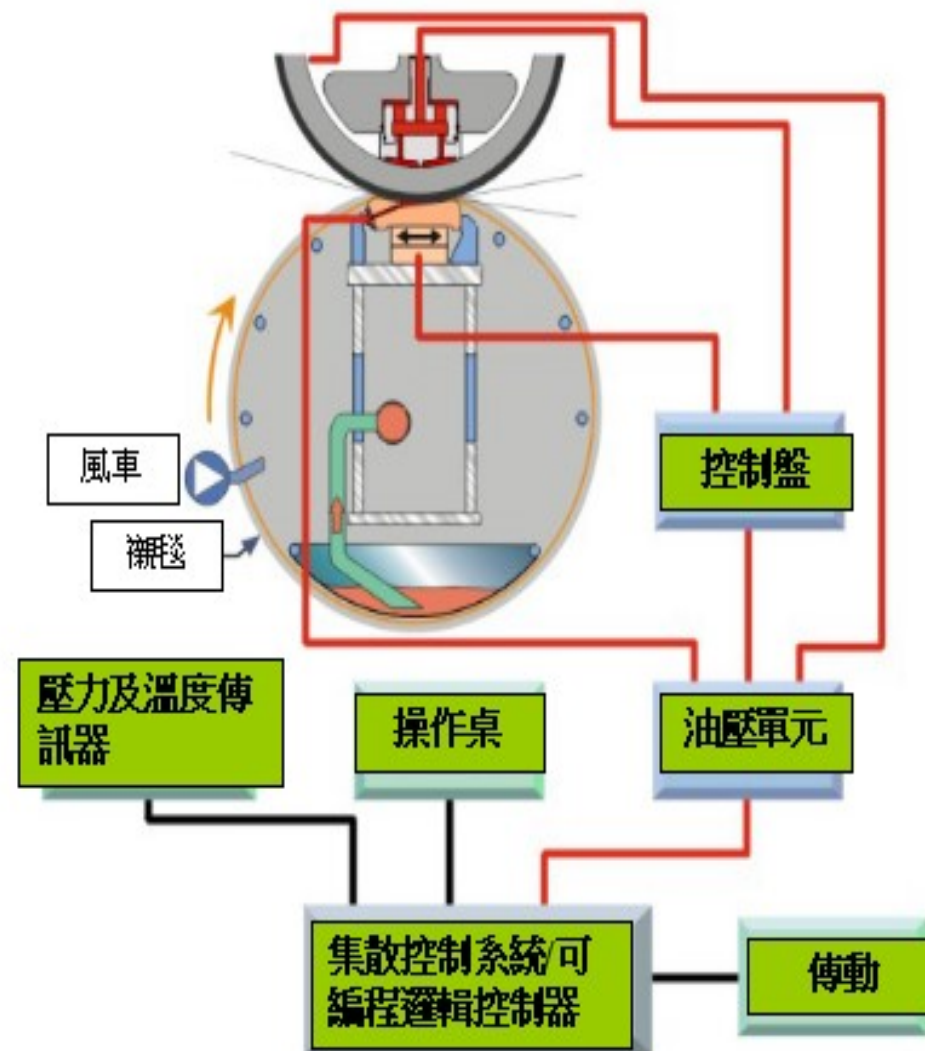 風車
襯毯
控制盤
壓力及溫度傳
訊器
操作桌
油壓單元
集散控制系統/可
編程邏輯控制器
傳動